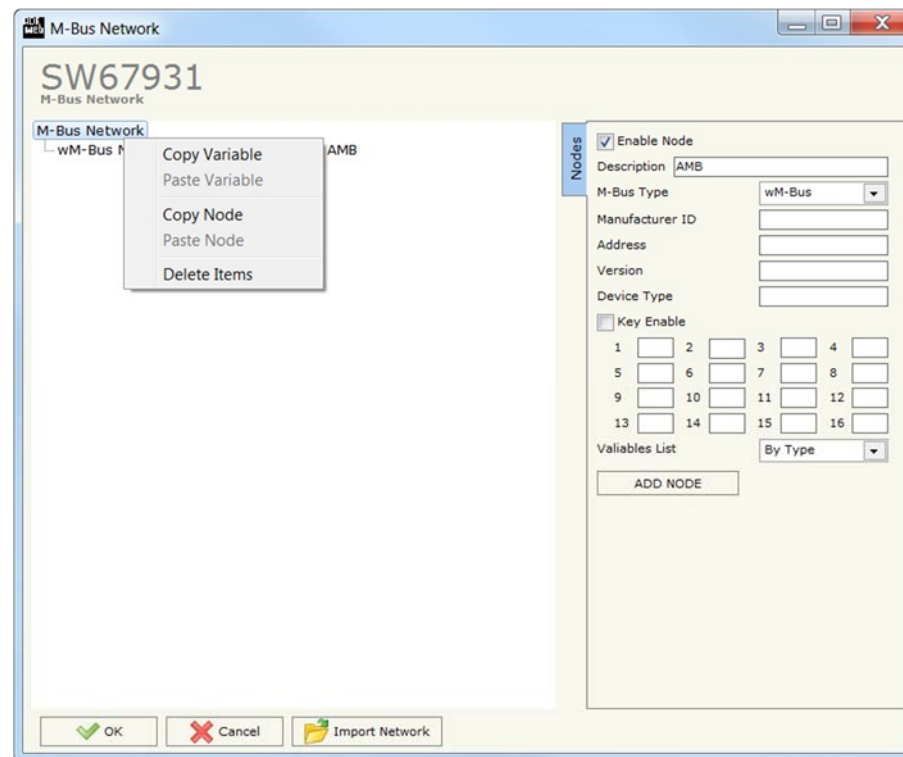 M-Bus Network
SW67931
M-Bus Network
M-Bus Network
wM-Bus AMB
Copy Variable
Paste Variable
Copy Node
Paste Node
Delete Items
Nodes
Enable Node
Description AMB
M-Bus Type wM-Bus
Manufacturer ID
Address
Version
Device Type
Key Enable
1 2 3 4
5 6 7 8
9 10 11 12
13 14 15 16
Valiables List By Type
ADD NODE
OK Cancel Import Network